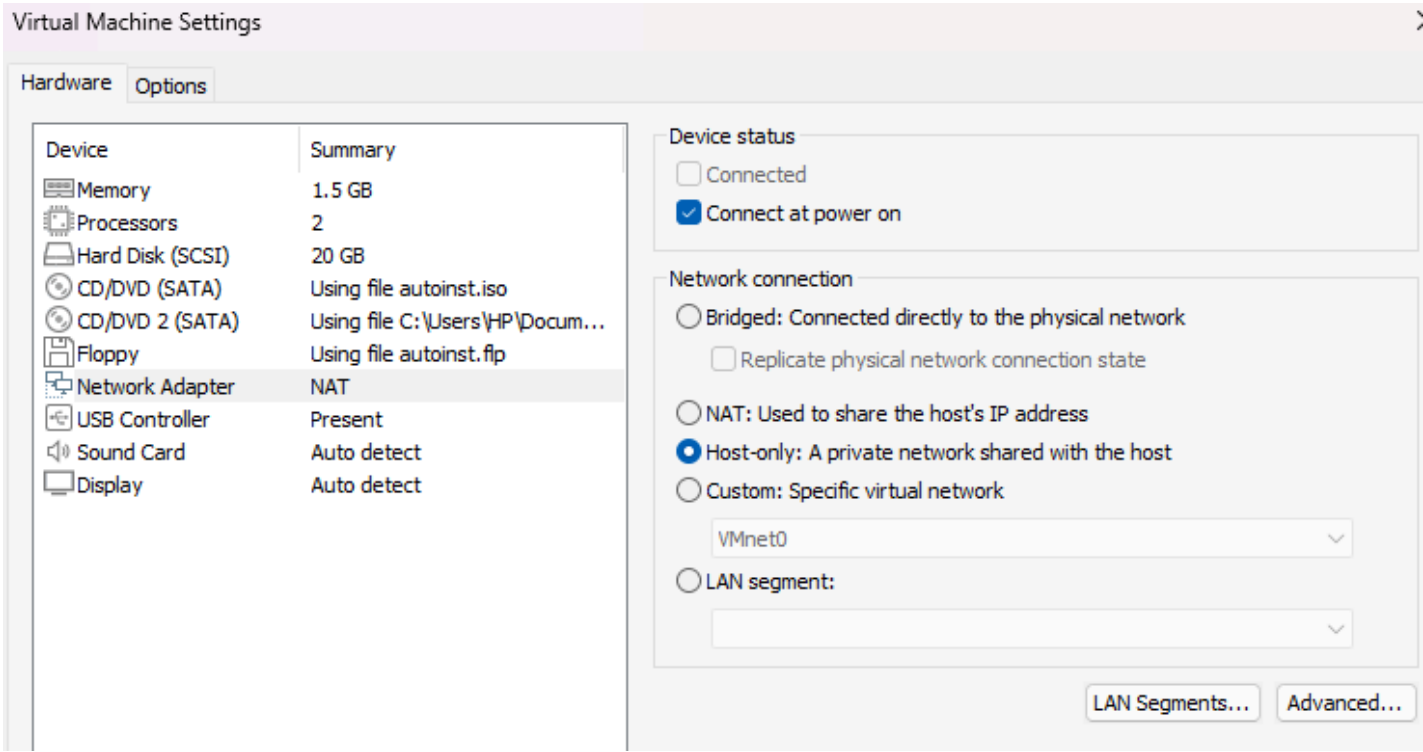 Virtual Machine Settings
Hardware Options
Device Summary
Memory 1.5 GB
Processors 2
Hard Disk (SCSI) 20 GB
CD/DVD (SATA) Using file autoinst.iso
CD/DVD 2 (SATA) Using file C:\Users\HP\Docum...
Floppy Using file autoinst.flp
Network Adapter NAT
USB Controller Present
Sound Card Auto detect
Display Auto detect
Device status
Connected
Connect at power on
Network connection
Bridged: Connected directly to the physical network
Replicate physical network connection state
NAT: Used to share the host's IP address
Host-only: A private network shared with the host
Custom: Specific virtual network
VMnet0
LAN segment:
LAN Segments... Advanced...